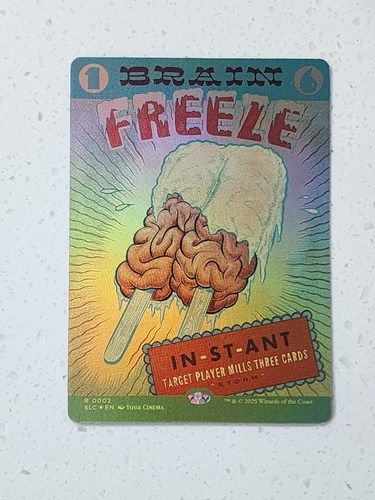 1 BRAIN
FREEZE
IN-ST-ANT
TARGET PLAYER MILLS THREE CARDS
"STORM"
R 0002
SLC ★ EN YOUR CINEMA
™ & © 2025 Wizards of the Coast